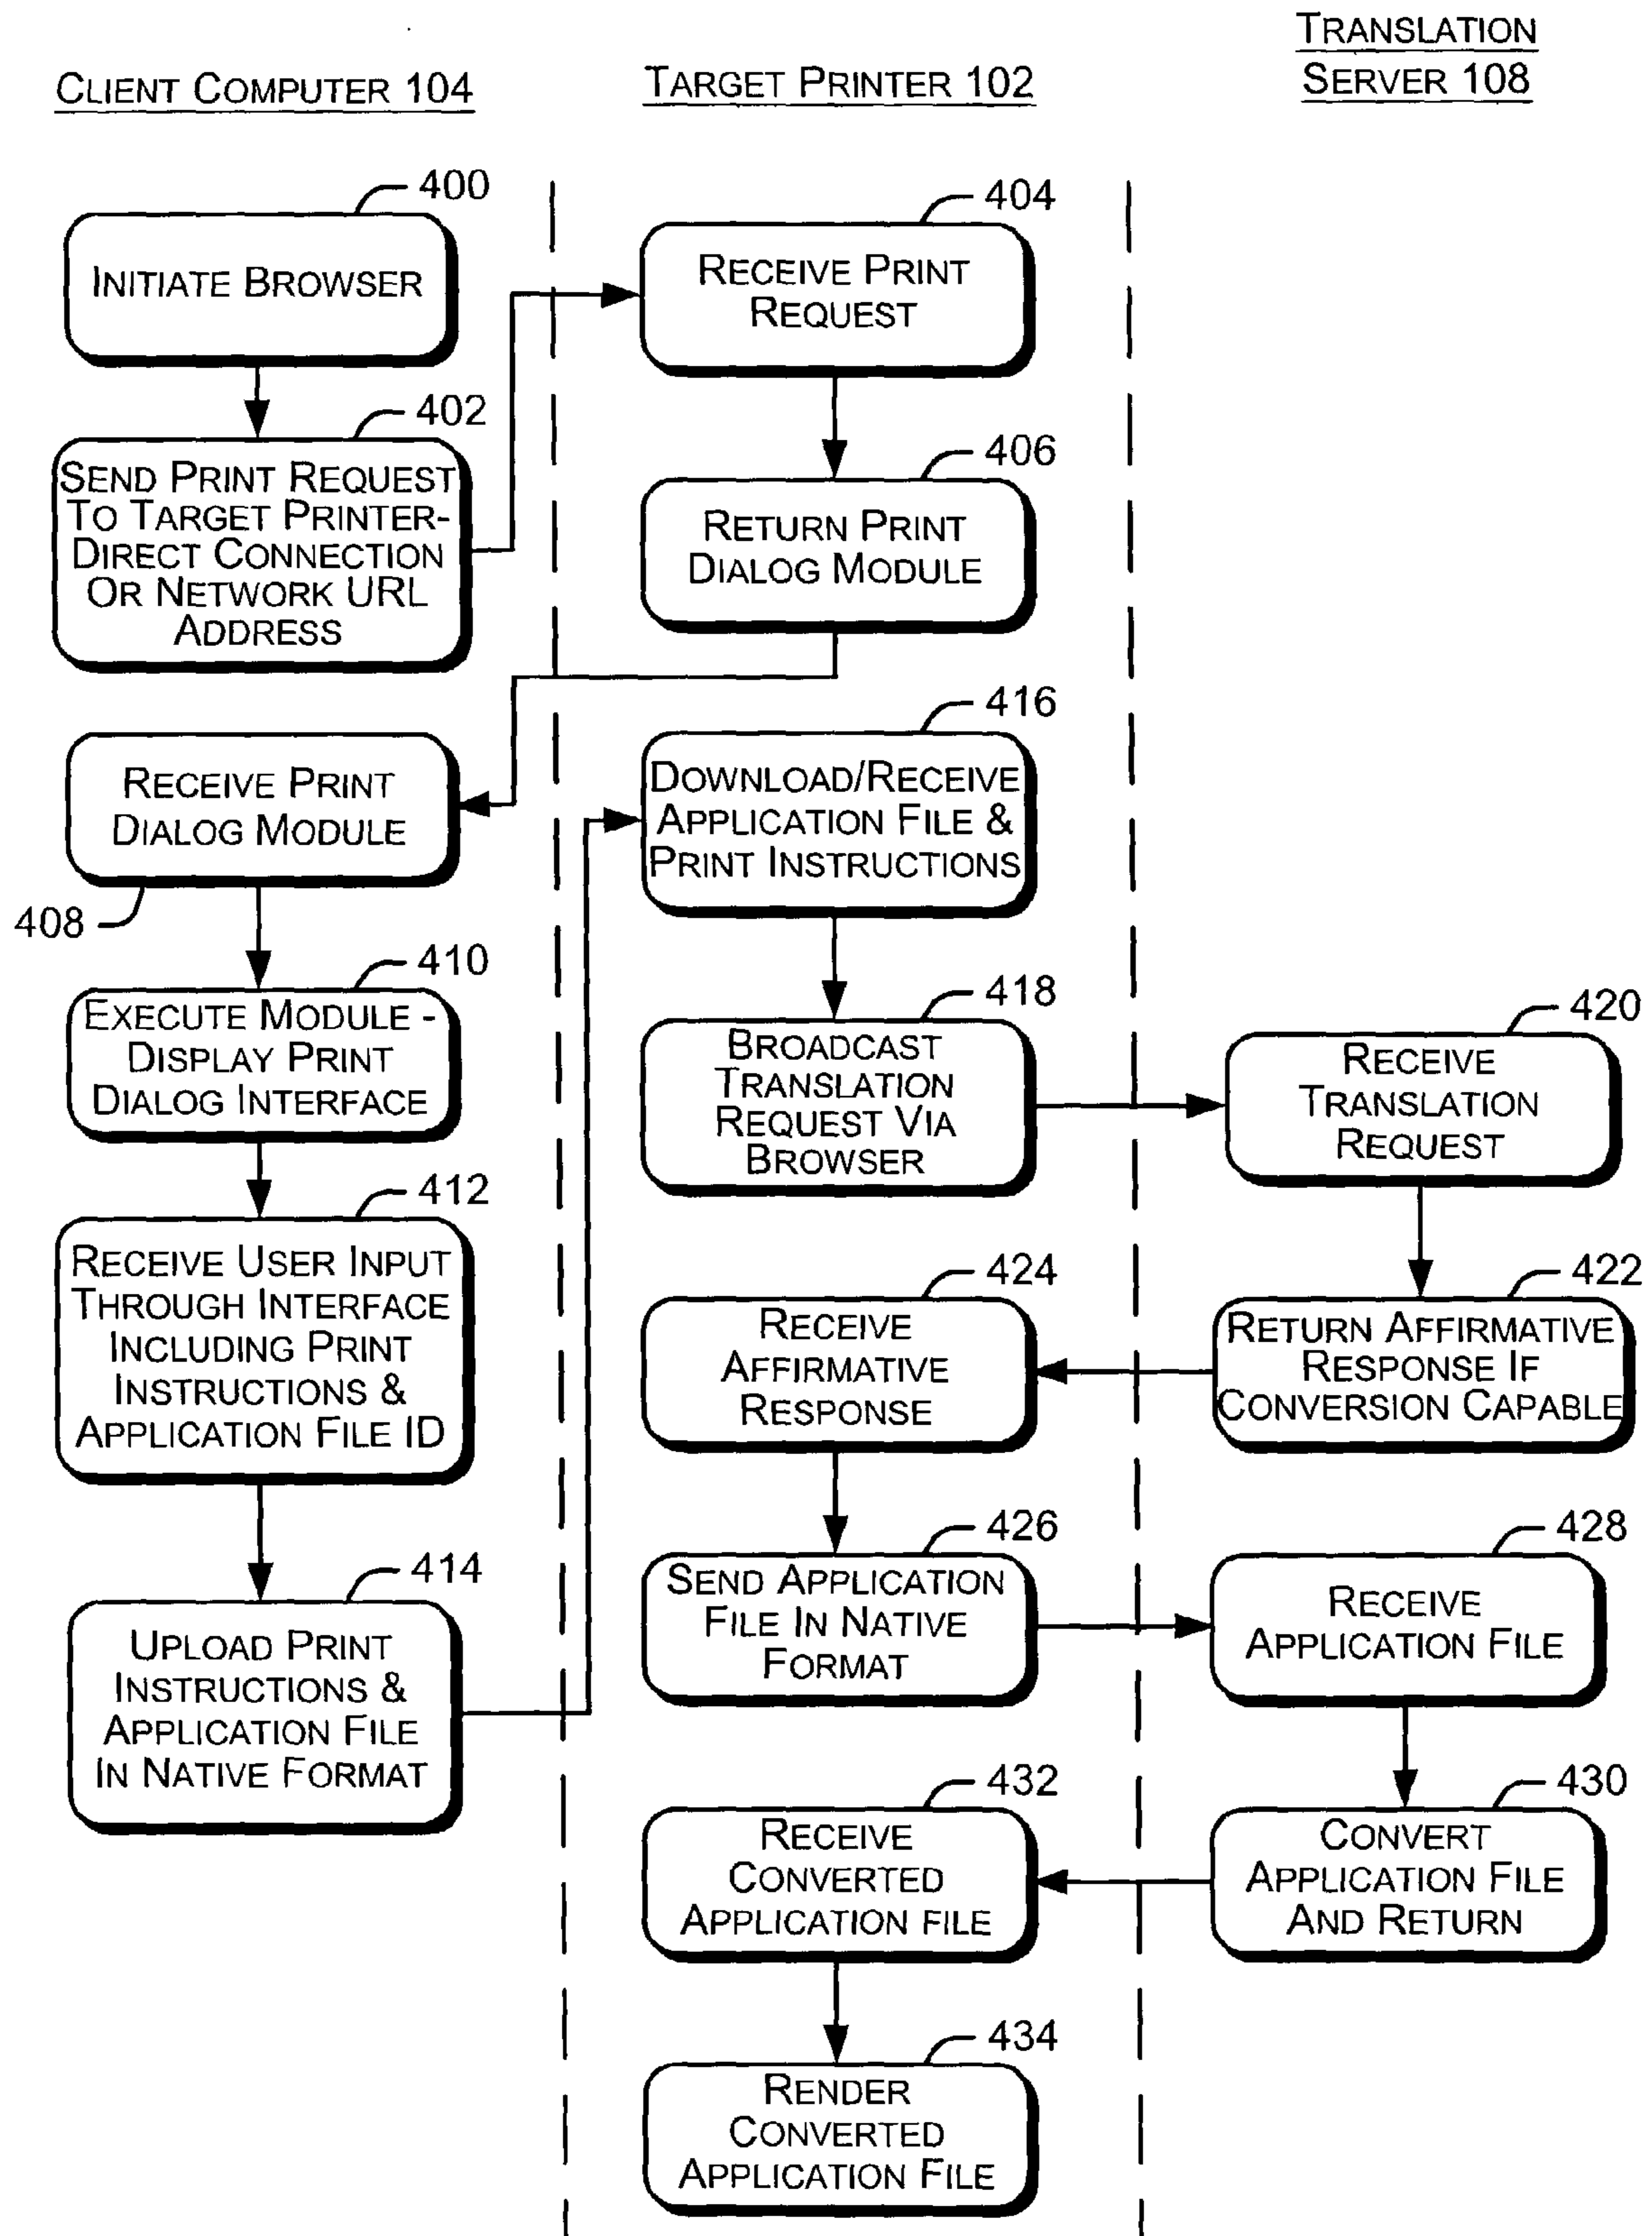 CLIENT COMPUTER 104
TARGET PRINTER 102
TRANSLATION
SERVER 108
400
INITIATE BROWSER
402
SEND PRINT REQUEST
TO TARGET PRINTER-
DIRECT CONNECTION
OR NETWORK URL
ADDRESS
404
RECEIVE PRINT
REQUEST
406
RETURN PRINT
DIALOG MODULE
RECEIVE PRINT
DIALOG MODULE
408
410
EXECUTE MODULE -
DISPLAY PRINT
DIALOG INTERFACE
412
RECEIVE USER INPUT
THROUGH INTERFACE
INCLUDING PRINT
INSTRUCTIONS &
APPLICATION FILE ID
414
UPLOAD PRINT
INSTRUCTIONS &
APPLICATION FILE
IN NATIVE FORMAT
416
DOWNLOAD/RECEIVE
APPLICATION FILE &
PRINT INSTRUCTIONS
418
BROADCAST
TRANSLATION
REQUEST VIA
BROWSER
420
RECEIVE
TRANSLATION
REQUEST
422
RETURN AFFIRMATIVE
RESPONSE IF
CONVERSION CAPABLE
424
RECEIVE
AFFIRMATIVE
RESPONSE
426
SEND APPLICATION
FILE IN NATIVE
FORMAT
428
RECEIVE
APPLICATION FILE
430
CONVERT
APPLICATION FILE
AND RETURN
432
RECEIVE
CONVERTED
APPLICATION FILE
434
RENDER
CONVERTED
APPLICATION FILE